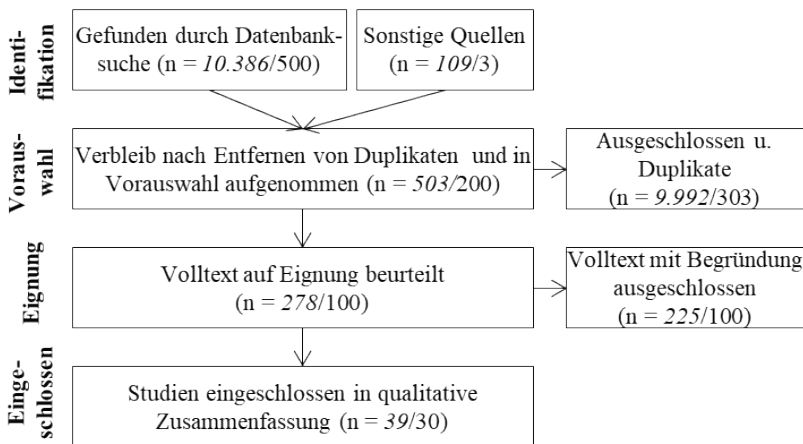 Identi-
fikation
Gefunden durch Datenbank-
suche (n = 10.386/500)
Sonstige Quellen
(n = 109/3)
Voraus-
wahl
Verbleib nach Entfernen von Duplikaten und in
Vorauswahl aufgenommen (n = 503/200)
Ausgeschlossen u.
Duplikate
(n = 9.992/303)
Eignung
Volltext auf Eignung beurteilt
(n = 278/100)
Volltext mit Begründung
ausgeschlossen
(n = 225/100)
Einge-
schlossen
Studien eingeschlossen in qualitative
Zusammenfassung (n = 39/30)